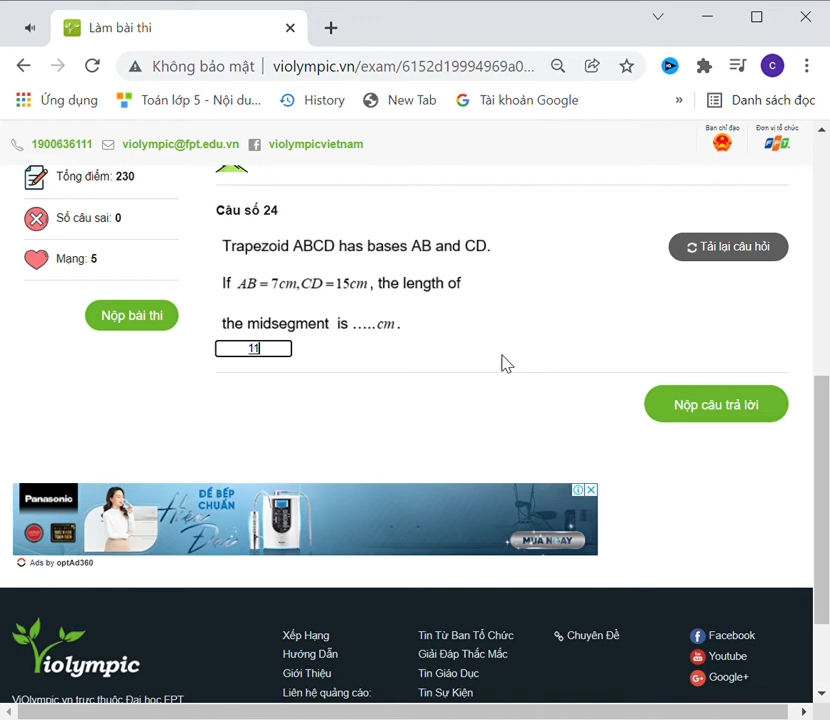 Làm bài thi
Không bảo mật
violympic.vn/exam/6152d19994969a0...
C
Ứng dụng
Toán lớp 5 - Nội du...
History
New Tab
Tài khoản Google
»
Danh sách đọc
1900636111
violympic@fpt.edu.vn
violympicvietnam
Ban chỉ đạo
Đơn vị tổ chức
FPT
Tổng điểm: 230
Số câu sai: 0
Mạng: 5
Nộp bài thi
Câu số 24
Trapezoid ABCD has bases AB and CD.
Tải lại câu hỏi
If AB = 7cm, CD = 15cm, the length of
the midsegment is …..cm.
11
Nộp câu trả lời
Panasonic
ĐỂ BẾP
CHUẨN
Hiện Đại
MUA NGAY
Ads by optAd360
Violympic
ViOlympic.vn trực thuộc Đại học FPT
Xếp Hạng
Hướng Dẫn
Giới Thiệu
Liên hệ quảng cáo:
Tin Từ Ban Tổ Chức
Giải Đáp Thắc Mắc
Tin Giáo Dục
Tin Sự Kiện
Chuyên Đề
Facebook
Youtube
Google+